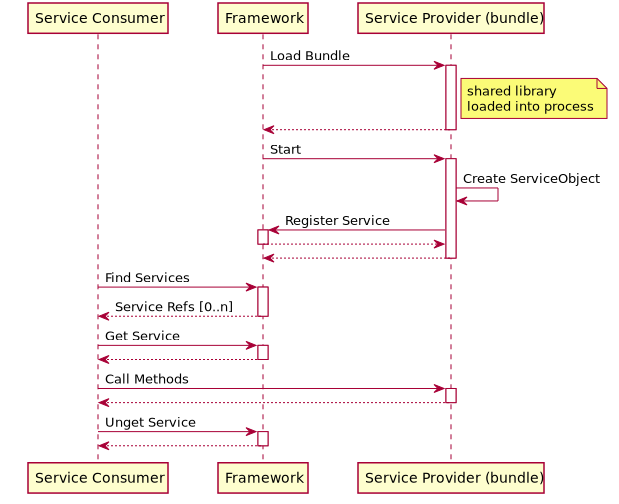 Service Consumer
Framework
Service Provider (bundle)
Load Bundle
shared library
loaded into process
Start
Create ServiceObject
Register Service
Find Services
Service Refs [0..n]
Get Service
Call Methods
Unget Service
Service Consumer
Framework
Service Provider (bundle)